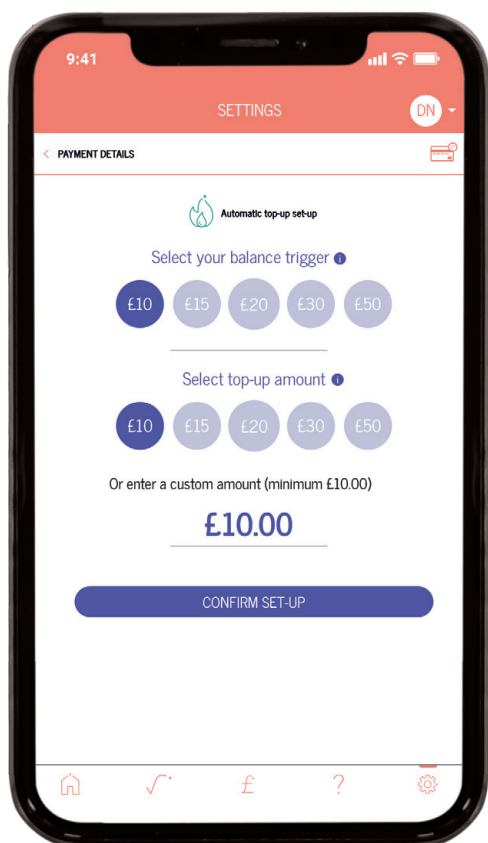 9:41
SETTINGS
DN
< PAYMENT DETAILS
Automatic top-up set-up
Select your balance trigger i
£10 £15 £20 £30 £50
Select top-up amount i
£10 £15 £20 £30 £50
Or enter a custom amount (minimum £10.00)
£10.00
CONFIRM SET-UP
£ ?